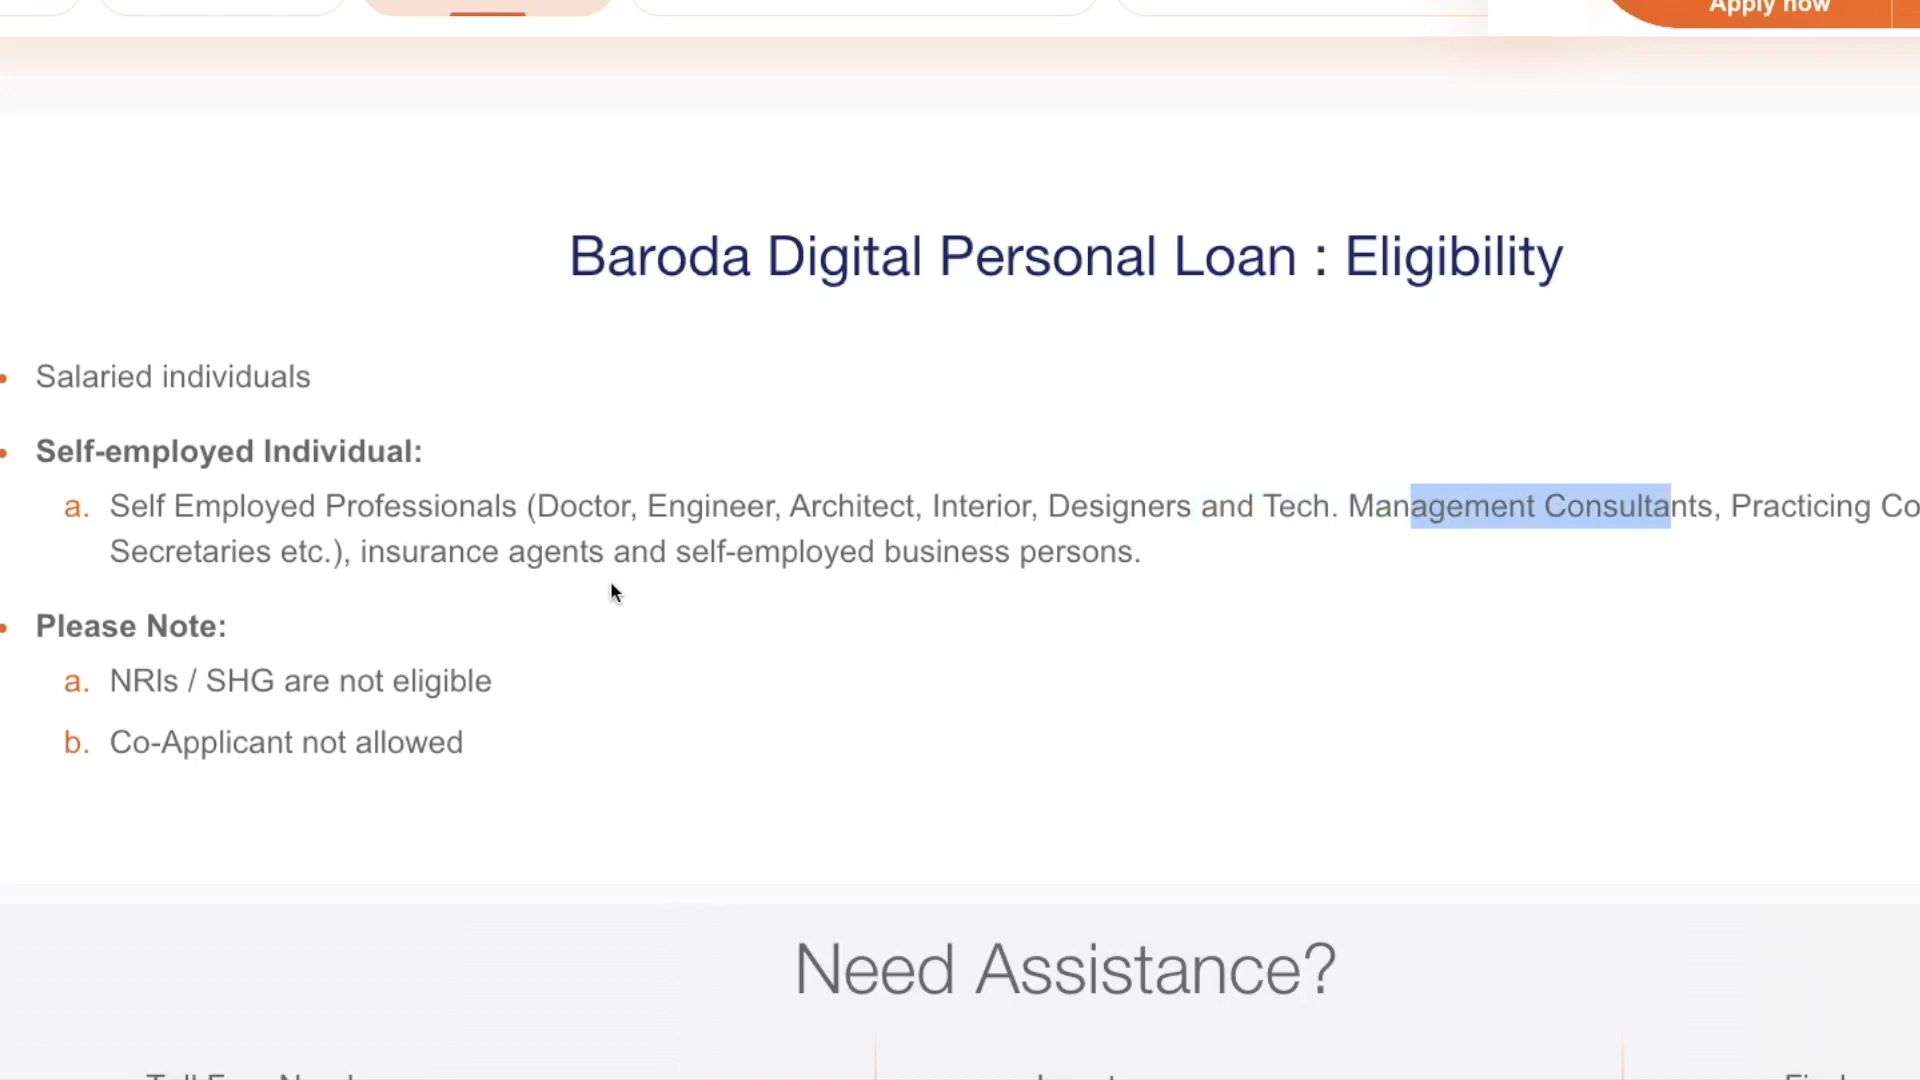 Apply now
Baroda Digital Personal Loan : Eligibility
Salaried individuals
Self-employed Individual:
a. Self Employed Professionals (Doctor, Engineer, Architect, Interior, Designers and Tech. Management Consultants, Practicing Co
Secretaries etc.), insurance agents and self-employed business persons.
Please Note:
a. NRIs / SHG are not eligible
b. Co-Applicant not allowed
Need Assistance?